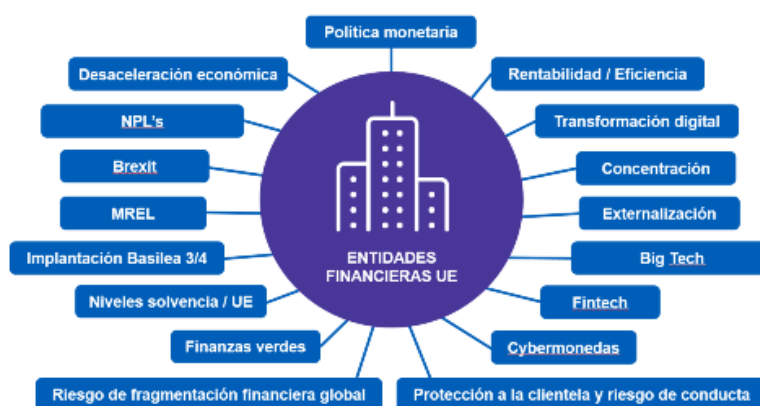 Política monetaria
Desaceleración económica
Rentabilidad / Eficiencia
NPL's
Transformación digital
Brexit
Concentración
MREL
Externalización
Implantación Basilea 3/4
ENTIDADES
FINANCIERAS UE
Big Tech
Niveles solvencia / UE
Fintech
Finanzas verdes
Cybermonedas
Riesgo de fragmentación financiera global
Protección a la clientela y riesgo de conducta